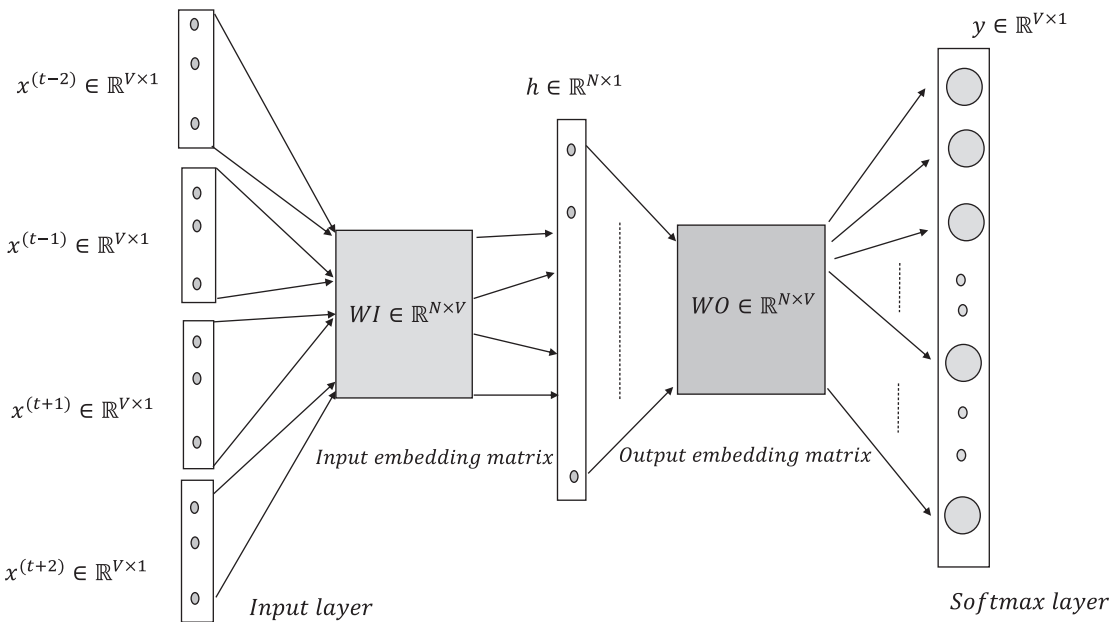 y ∈ ℝ^{V×1}
x^{(t−2)} ∈ ℝ^{V×1}
h ∈ ℝ^{N×1}
x^{(t−1)} ∈ ℝ^{V×1}
WI ∈ ℝ^{N×V}
WO ∈ ℝ^{N×V}
x^{(t+1)} ∈ ℝ^{V×1}
Input embedding matrix
Output embedding matrix
x^{(t+2)} ∈ ℝ^{V×1}
Input layer
Softmax layer